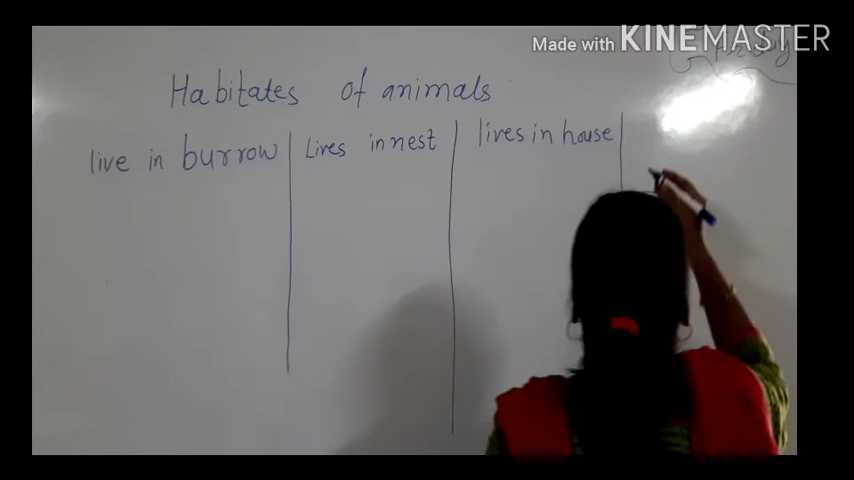 Made with KINEMASTER
Habitates of animals
live in burrow Lives in nest lives in house